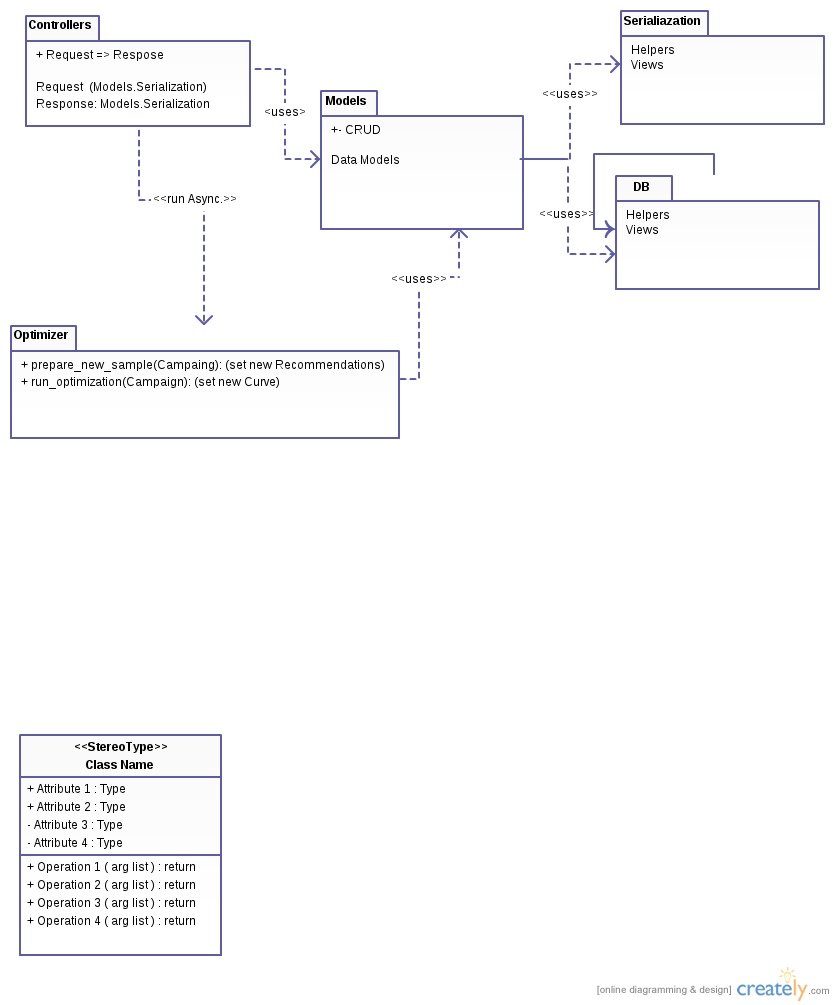 Controllers
+ Request => Respose
Request  (Models.Serialization)
Response: Models.Serialization
<uses>
Models
+- CRUD
Data Models
Serialiazation
Helpers
Views
<<uses>>
DB
Helpers
Views
<<uses>>
<<run Async.>>
<<uses>>
Optimizer
+ prepare_new_sample(Campaing): (set new Recommendations)
+ run_optimization(Campaign): (set new Curve)
<<StereoType>>
Class Name
+ Attribute 1 : Type
+ Attribute 2 : Type
- Attribute 3 : Type
- Attribute 4 : Type
+ Operation 1 ( arg list ) : return
+ Operation 2 ( arg list ) : return
+ Operation 3 ( arg list ) : return
+ Operation 4 ( arg list ) : return
[online diagramming & design] creately.com